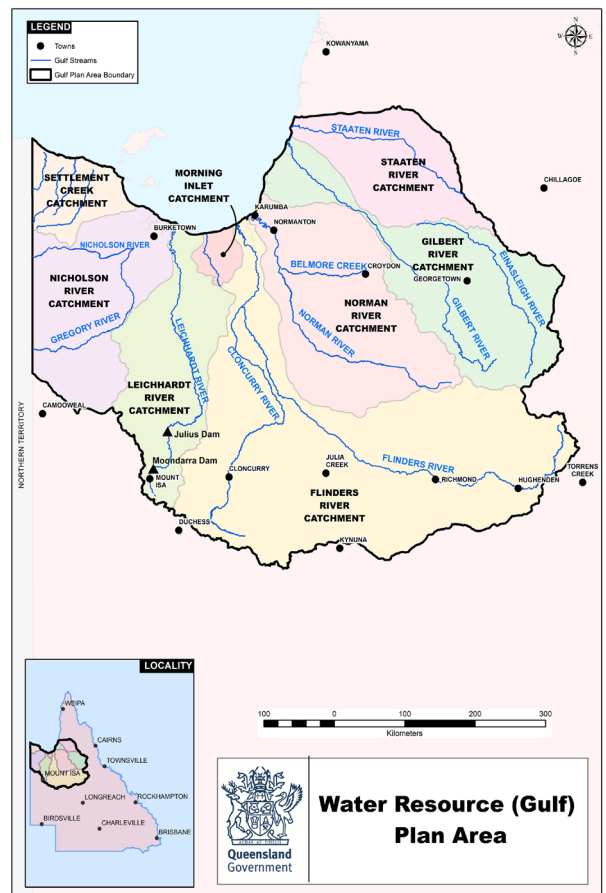 LEGEND
Towns
Gulf Streams
Gulf Plan Area Boundary
N
W
E
S
KOWANYAMA
STAATEN RIVER
STAATEN
RIVER
CATCHMENT
CHILLAGOE
SETTLEMENT
CREEK
CATCHMENT
MORNING
INLET
CATCHMENT
KARUMBA
NORMANTON
BURKETOWN
NICHOLSON RIVER
NICHOLSON
RIVER
CATCHMENT
GREGORY RIVER
BELMORE CREEK
CROYDON
GILBERT
RIVER
CATCHMENT
GEORGETOWN
EINASLEIGH RIVER
GILBERT RIVER
NORMAN
RIVER
CATCHMENT
NORMAN RIVER
LEICHHARDT RIVER
CLONCURRY RIVER
LEICHHARDT
RIVER
CATCHMENT
CAMOOWEAL
NORTHERN TERRITORY
Julius Dam
Moondarra Dam
MOUNT
ISA
CLONCURRY
JULIA
CREEK
FLINDERS RIVER
RICHMOND
HUGHENDEN
TORRENS
CREEK
FLINDERS
RIVER
CATCHMENT
DUCHESS
KYNUNA
LOCALITY
WEIPA
CAIRNS
TOWNSVILLE
MOUNT ISA
LONGREACH
ROCKHAMPTON
BIRDSVILLE
CHARLEVILLE
BRISBANE
100 0 100 200 300
Kilometers
Queensland
Government
Water Resource (Gulf)
Plan Area